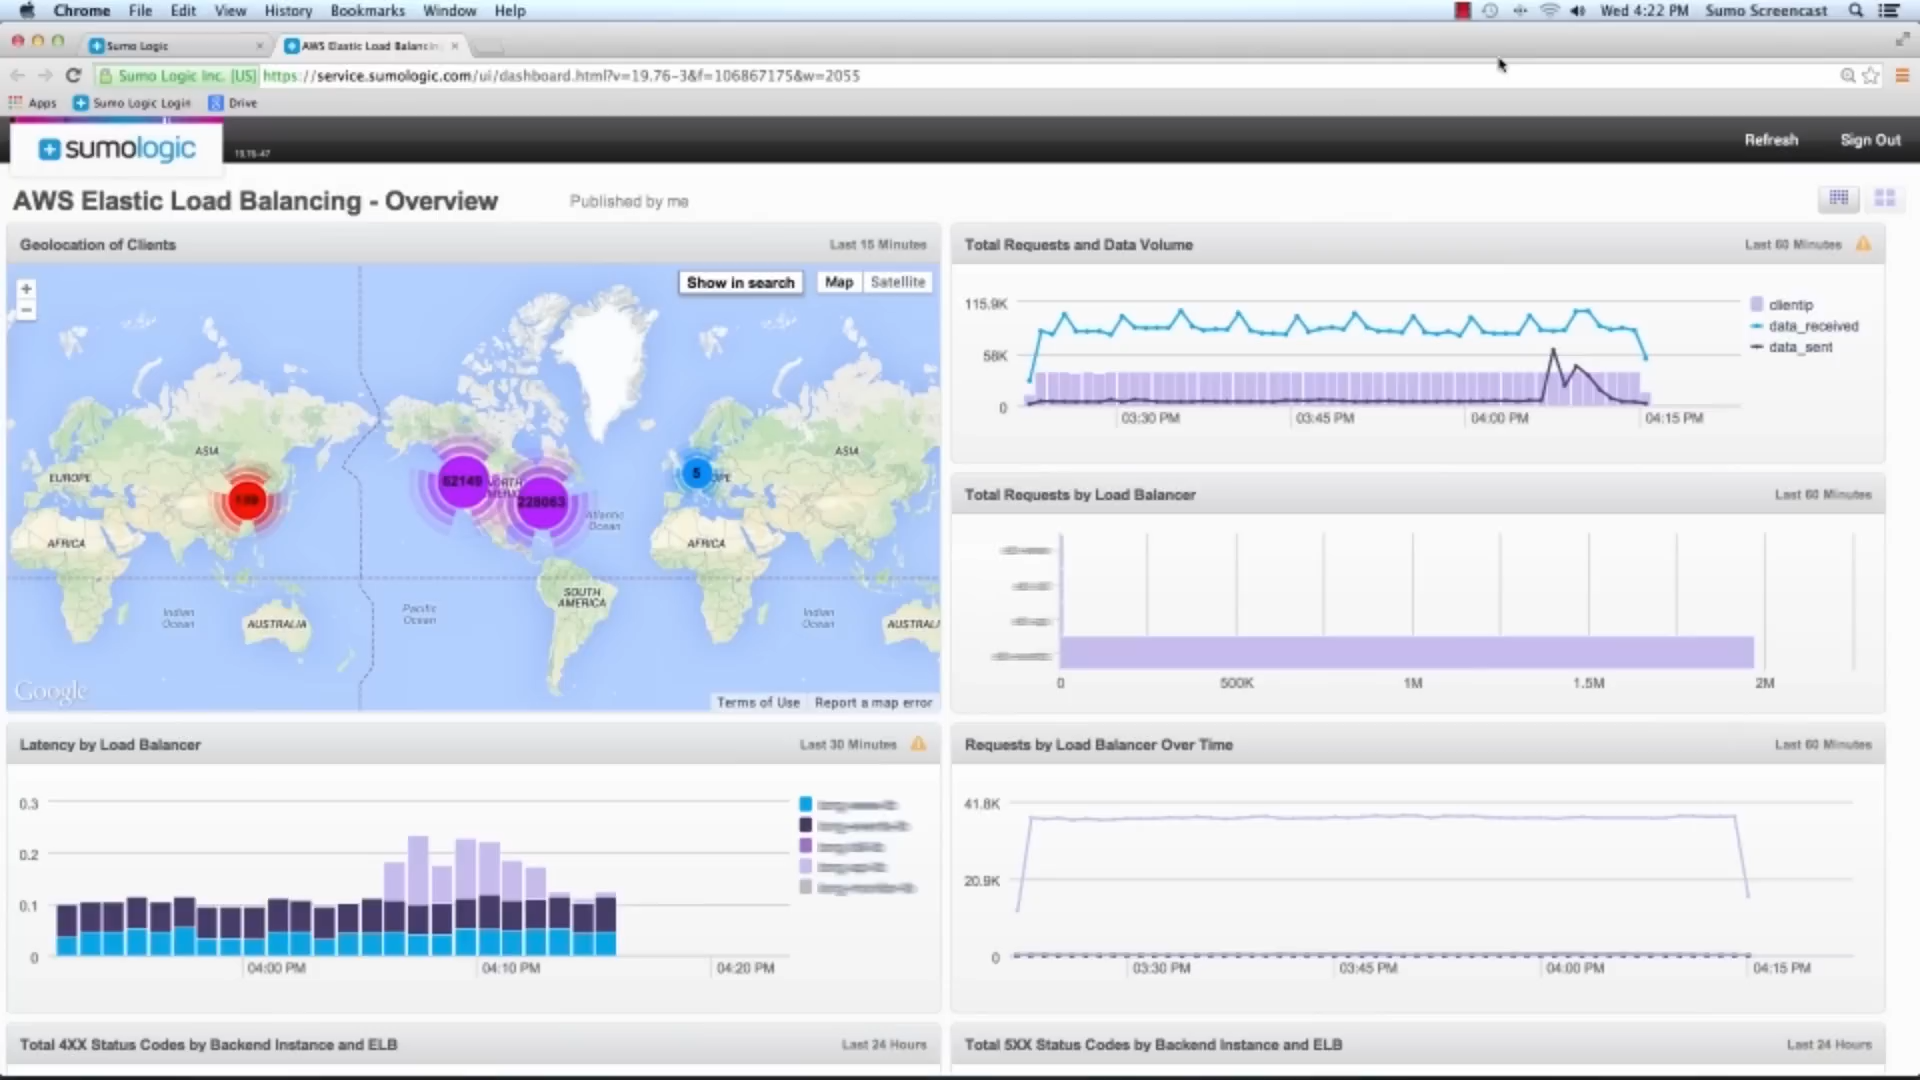 Chrome File Edit View History Bookmarks Window Help
Wed 4:22 PM Sumo Screencast
Sumo Logic
AWS Elastic Load Balancin
Sumo Logic Inc. [US] https://service.sumologic.com/ui/dashboard.html?v=19.76-3&f=106867175&w=2055
Apps Sumo Logic Login Drive
sumologic
Refresh Sign Out
AWS Elastic Load Balancing - Overview
Published by me
Geolocation of Clients
Last 15 Minutes
Show in search
Map Satellite
+
−
ASIA
EUROPE
AFRICA
Indian
Ocean
AUSTRALIA
Pacific
Ocean
62149
228063
Atlantic
Ocean
SOUTH
AMERICA
5
ASIA
AFRICA
Indian
Ocean
AUSTRAL
Google
Terms of Use
Report a map error
Total Requests and Data Volume
Last 60 Minutes
115.9K
58K
0
03:30 PM 03:45 PM 04:00 PM 04:15 PM
clientip
data_received
data_sent
Total Requests by Load Balancer
Last 60 Minutes
0 500K 1M 1.5M 2M
Latency by Load Balancer
Last 30 Minutes
0.3
0.2
0.1
0
04:00 PM 04:10 PM 04:20 PM
Requests by Load Balancer Over Time
Last 60 Minutes
41.8K
20.9K
0
03:30 PM 03:45 PM 04:00 PM 04:15 PM
Total 4XX Status Codes by Backend Instance and ELB
Last 24 Hours
Total 5XX Status Codes by Backend Instance and ELB
Last 24 Hours